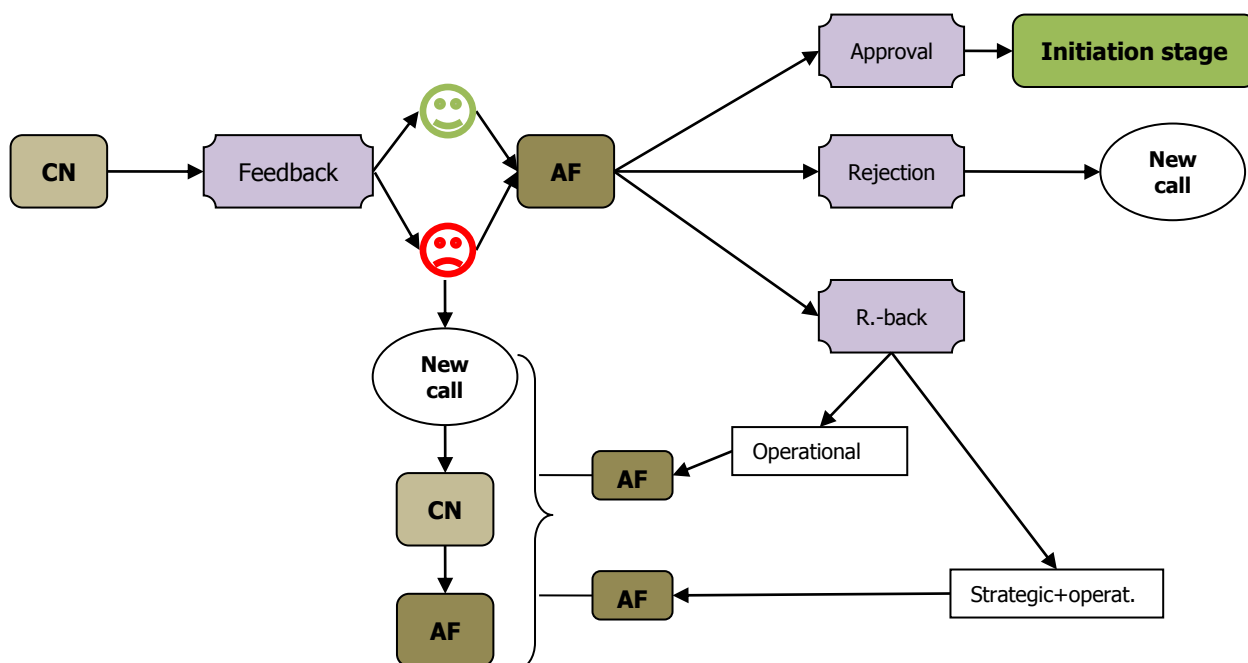 Approval
Initiation stage
CN
Feedback
AF
Rejection
New
call
R.-back
New
call
Operational
AF
CN
AF
Strategic+operat.
AF